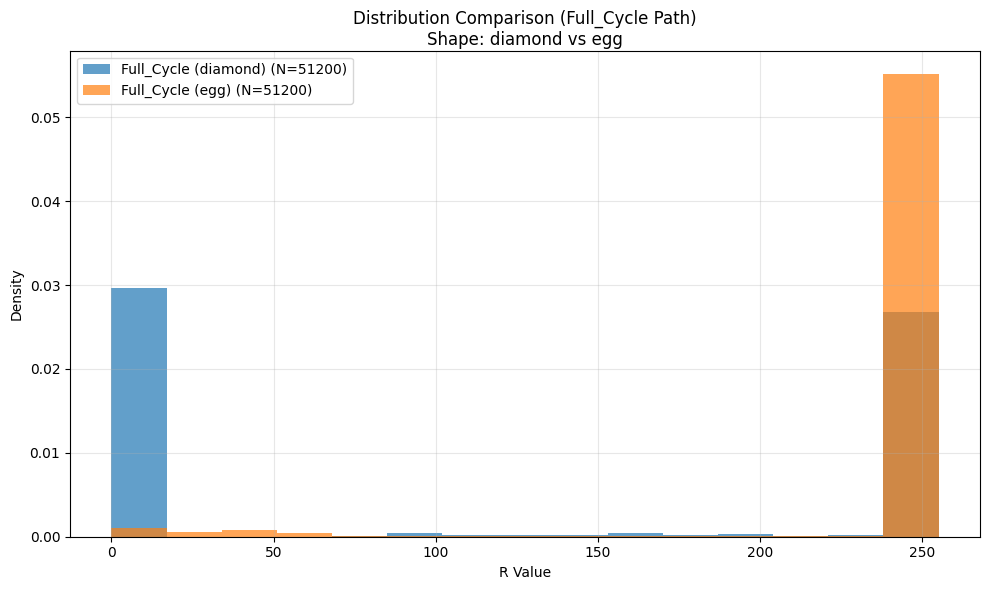 Distribution Comparison (Full_Cycle Path)
Shape: diamond vs egg
Full_Cycle (diamond) (N=51200)
Full_Cycle (egg) (N=51200)
Density
0.05
0.04
0.03
0.02
0.01
0.00
0 50 100 150 200 250
R Value